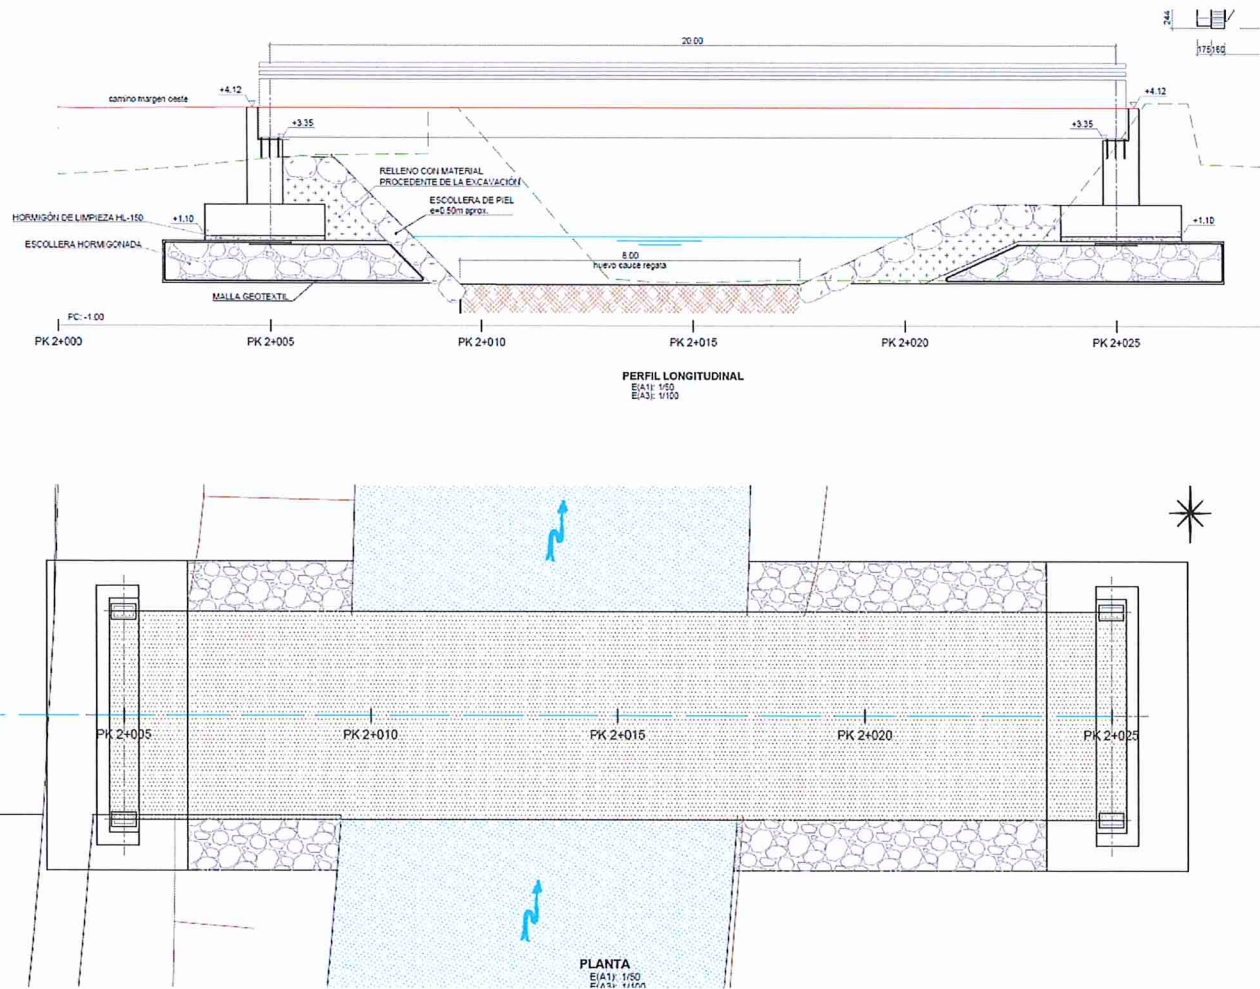 244
175 160
20.00
camino margen oeste
+4.12
+4.12
+3.35
+3.35
RELLENO CON MATERIAL
PROCEDENTE DE LA EXCAVACIÓN
ESCOLLERA DE PIEL
e=0.50m aprox.
HORMIGÓN DE LIMPIEZA HL-150
+1.10
+1.10
ESCOLLERA HORMIGONADA
8.00
nuevo cauce regata
MALLA GEOTEXTIL
PC: -1.00
PK 2+000
PK 2+005
PK 2+010
PK 2+015
PK 2+020
PK 2+025
PERFIL LONGITUDINAL
E(A1): 1/50
E(A3): 1/100
PK 2+005
PK 2+010
PK 2+015
PK 2+020
PK 2+025
PLANTA
E(A1): 1/50
E(A3): 1/100